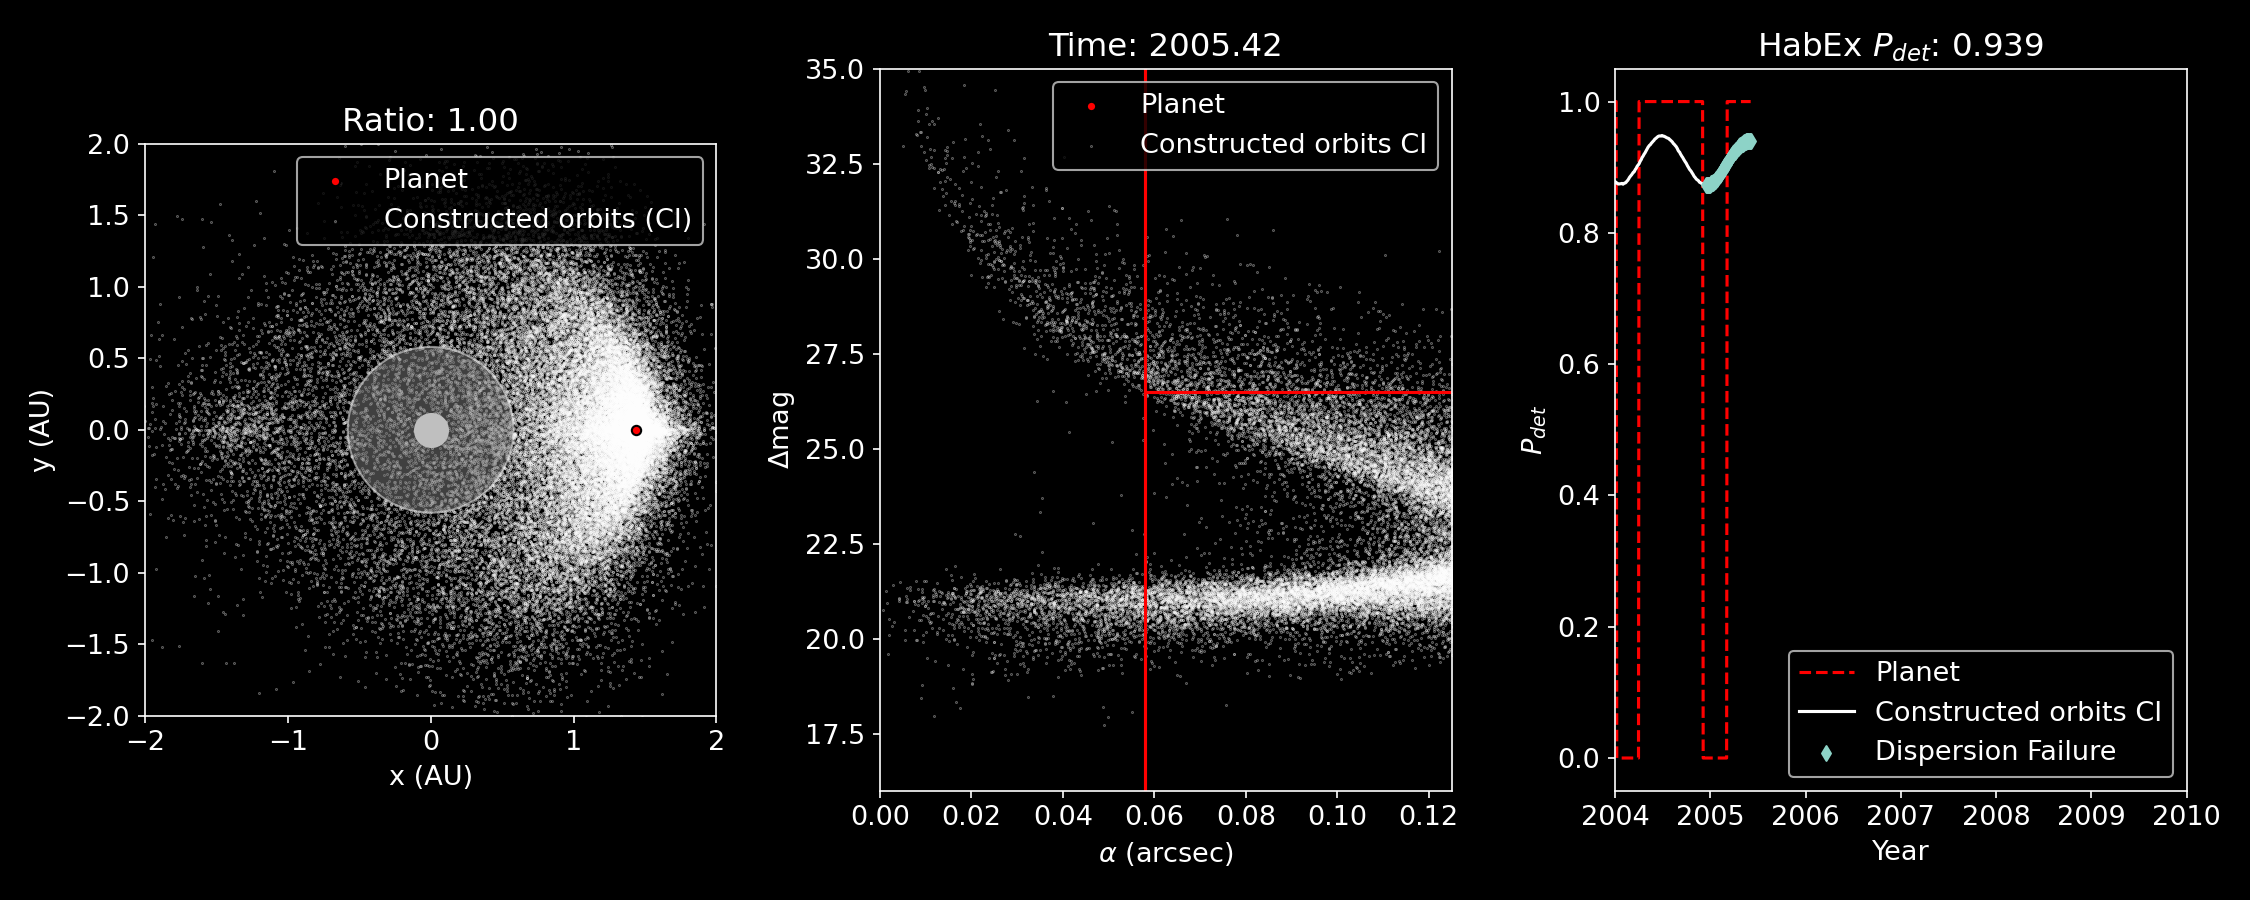 Ratio: 1.00
Planet
Constructed orbits (CI)
2.0
1.5
1.0
0.5
0.0
−0.5
−1.0
−1.5
−2.0
−2 −1 0 1 2
x (AU)
y (AU)
Time: 2005.42
Planet
Constructed orbits CI
35.0
32.5
30.0
27.5
25.0
22.5
20.0
17.5
0.00 0.02 0.04 0.06 0.08 0.10 0.12
α (arcsec)
Δmag
HabEx P_det: 0.939
1.0
0.8
0.6
0.4
0.2
0.0
Planet
Constructed orbits CI
Dispersion Failure
2004 2005 2006 2007 2008 2009 2010
Year
P_det